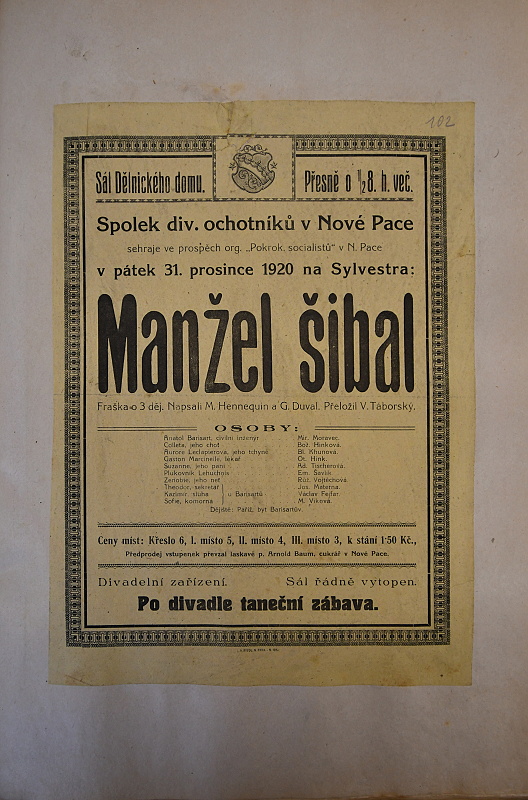 102
Sál Dělnického domu.
Přesně o ½8. h. več.
Spolek div. ochotníků v Nové Pace
sehraje ve prospěch org. „Pokrok. socialistů" v N. Pace
v pátek 31. prosince 1920 na Sylvestra:
Manžel šibal
Fraška o 3 děj. Napsali M. Hennequin a G. Duval. Přeložil V. Táborský.
OSOBY:
Anatol Barisart, civilní inženýr Mir. Moravec.
Colleta, jeho choť Bož. Hinková.
Aurore Leclapierová, jeho tchyně Bl. Khunová.
Gaston Marcinelle, lékař Ot. Hink.
Suzanne, jeho paní Ad. Tischerová.
Plukovník Lehuchois Em. Šavlík
Zénobie, jeho neť Růž. Vojtěchová.
Theodor, sekretář Jos. Materna.
Kazimír, sluha u Barisartů Václav Fejfar.
Sofie, komorná M. Víková.
Dějiště: Paříž, byt Barisartův.
Ceny míst: Křeslo 6, I. místo 5, II. místo 4, III. místo 3, k stání 1·50 Kč.,
Předprodej vstupenek převzal laskavě p. Arnold Baum, cukrář v Nové Pace.
Divadelní zařízení. Sál řádně vytopen.
Po divadle taneční zábava.